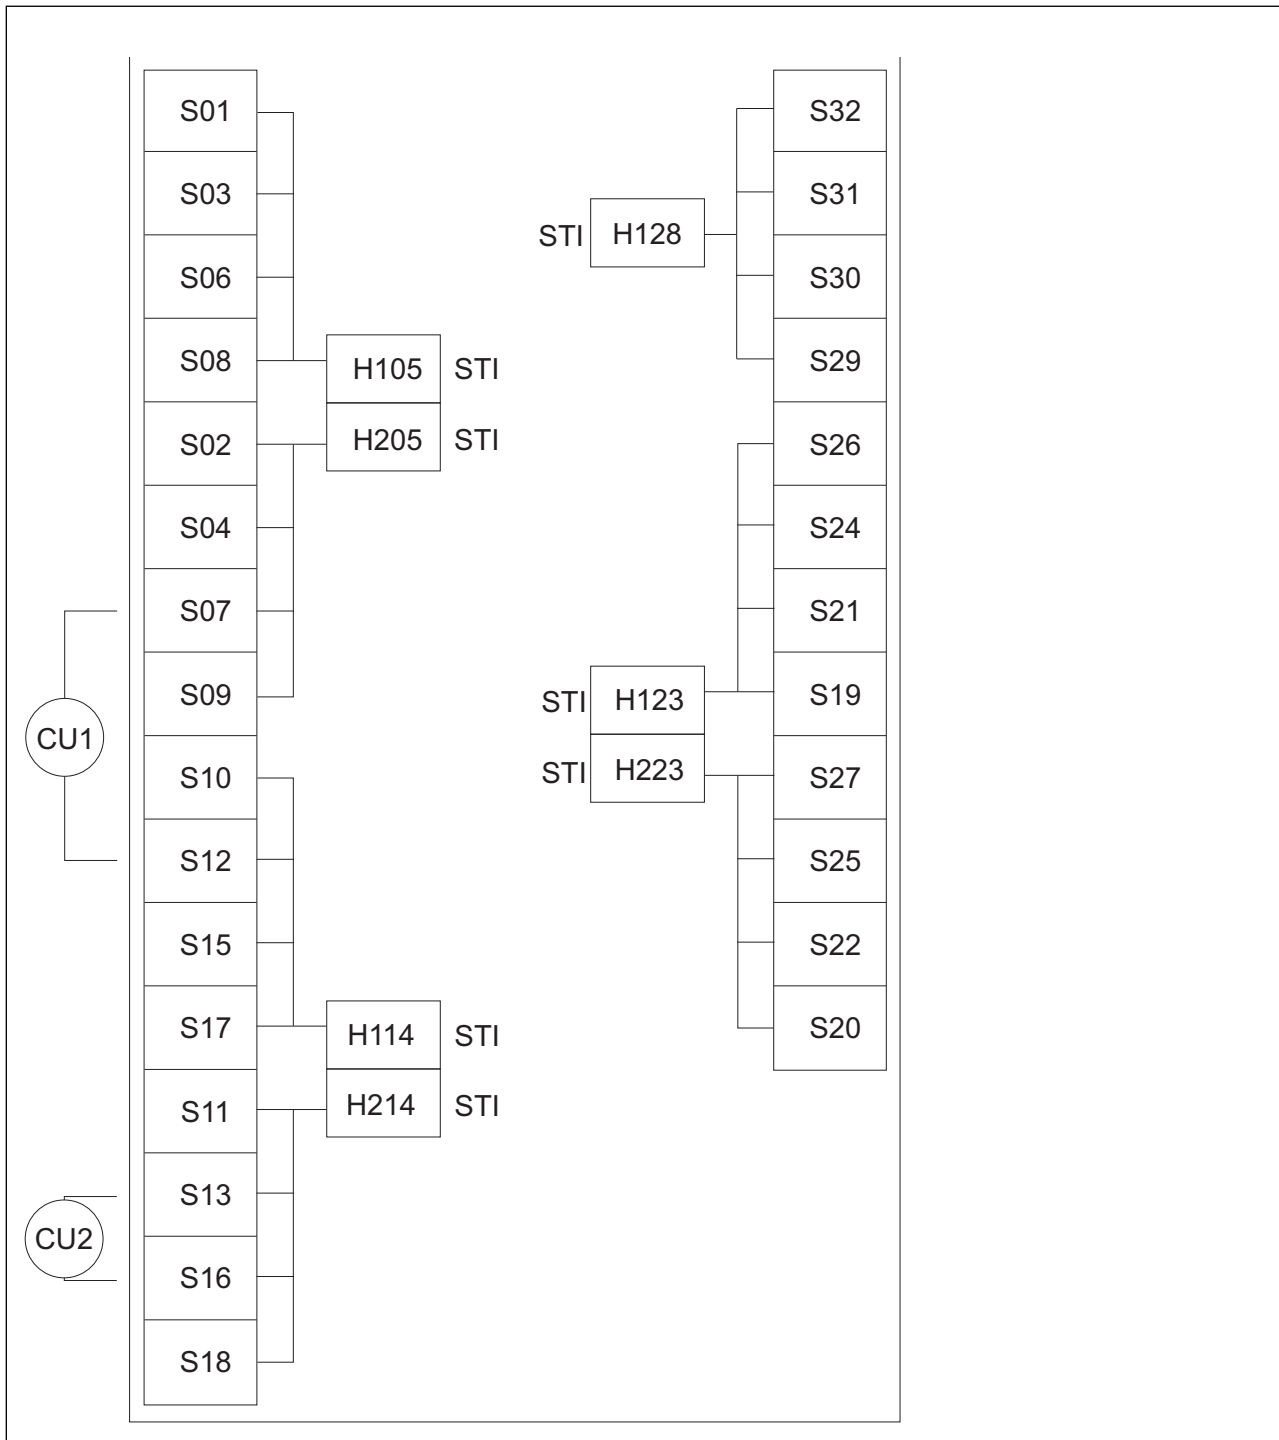 S01
S03
S06
S08
S02
S04
S07
S09
S10
S12
S15
S17
S11
S13
S16
S18
CU1
CU2
H105 STI
H205 STI
H114 STI
H214 STI
STI H128
STI H123
STI H223
S32
S31
S30
S29
S26
S24
S21
S19
S27
S25
S22
S20